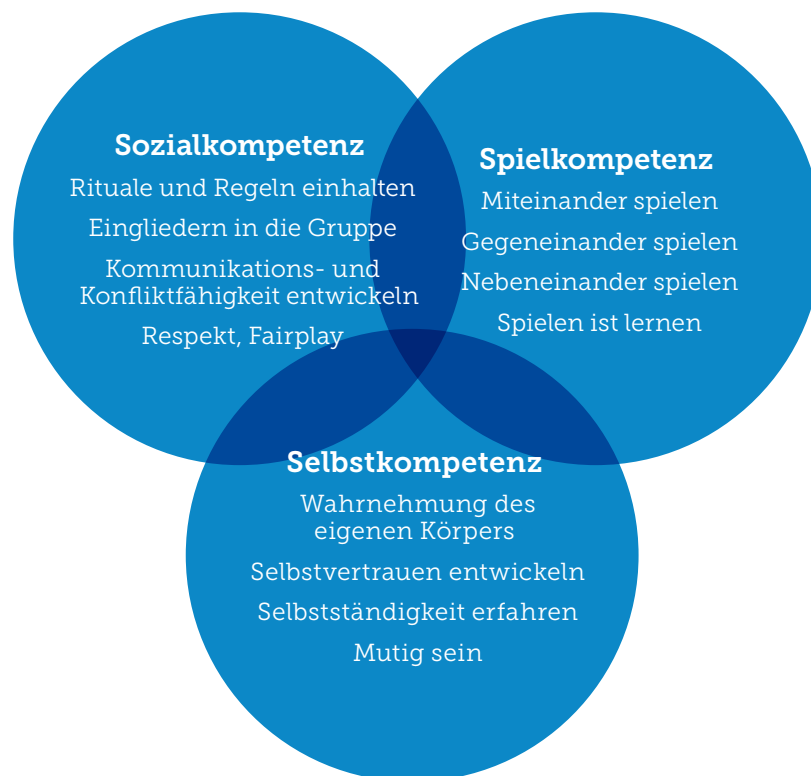 Sozialkompetenz
Rituale und Regeln einhalten
Eingliedern in die Gruppe
Kommunikations- und
Konfliktfähigkeit entwickeln
Respekt, Fairplay
Spielkompetenz
Miteinander spielen
Gegeneinander spielen
Nebeneinander spielen
Spielen ist lernen
Selbstkompetenz
Wahrnehmung des
eigenen Körpers
Selbstvertrauen entwickeln
Selbstständigkeit erfahren
Mutig sein